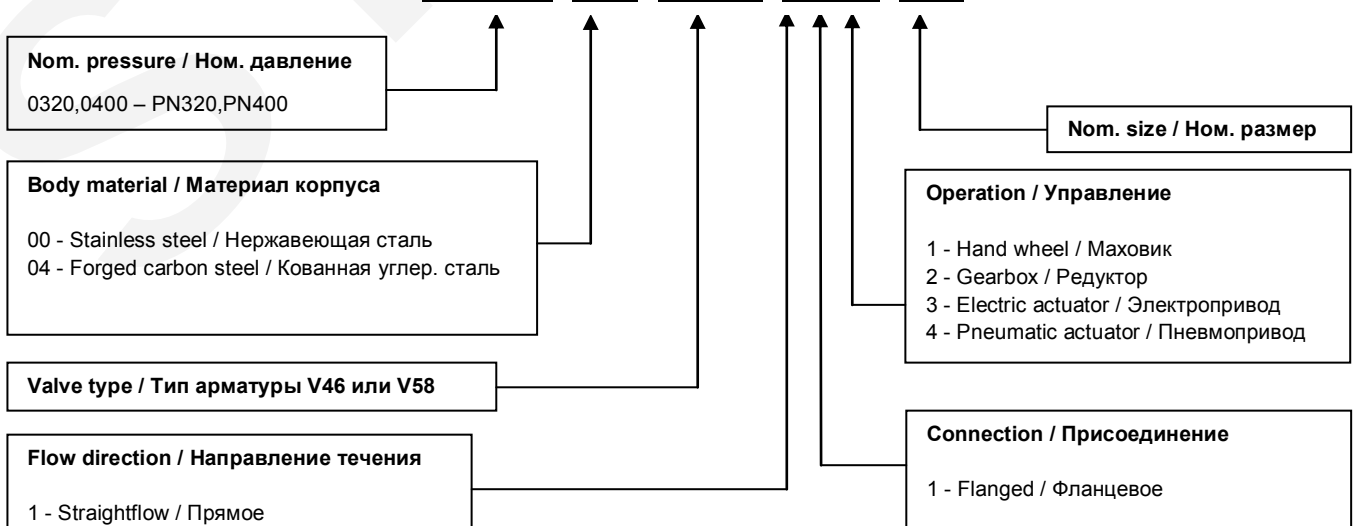 Nom. pressure / Ном. давление
0320,0400 – PN320,PN400
Nom. size / Ном. размер
Body material / Материал корпуса
00 - Stainless steel / Нержавеющая сталь
04 - Forged carbon steel / Кованная углер. сталь
Operation / Управление
1 - Hand wheel / Маховик
2 - Gearbox / Редуктор
3 - Electric actuator / Электропривод
4 - Pneumatic actuator / Пневмопривод
Valve type / Тип арматуры V46 или V58
Flow direction / Направление течения
1 - Straightflow / Прямое
Connection / Присоединение
1 - Flanged / Фланцевое